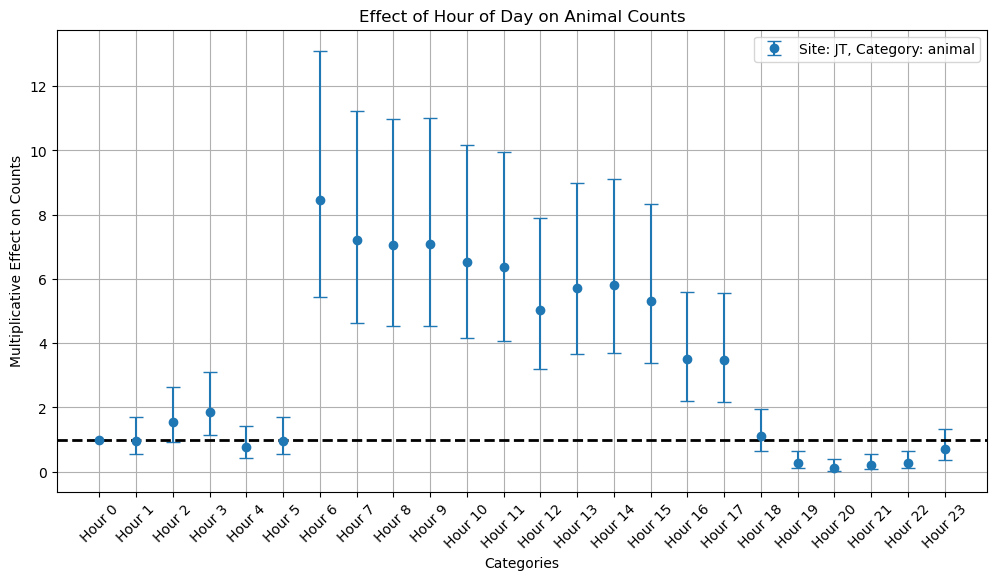 Effect of Hour of Day on Animal Counts
Site: JT, Category: animal
Multiplicative Effect on Counts
12
10
8
6
4
2
0
Hour 0
Hour 1
Hour 2
Hour 3
Hour 4
Hour 5
Hour 6
Hour 7
Hour 8
Hour 9
Hour 10
Hour 11
Hour 12
Hour 13
Hour 14
Hour 15
Hour 16
Hour 17
Hour 18
Hour 19
Hour 20
Hour 21
Hour 22
Hour 23
Categories